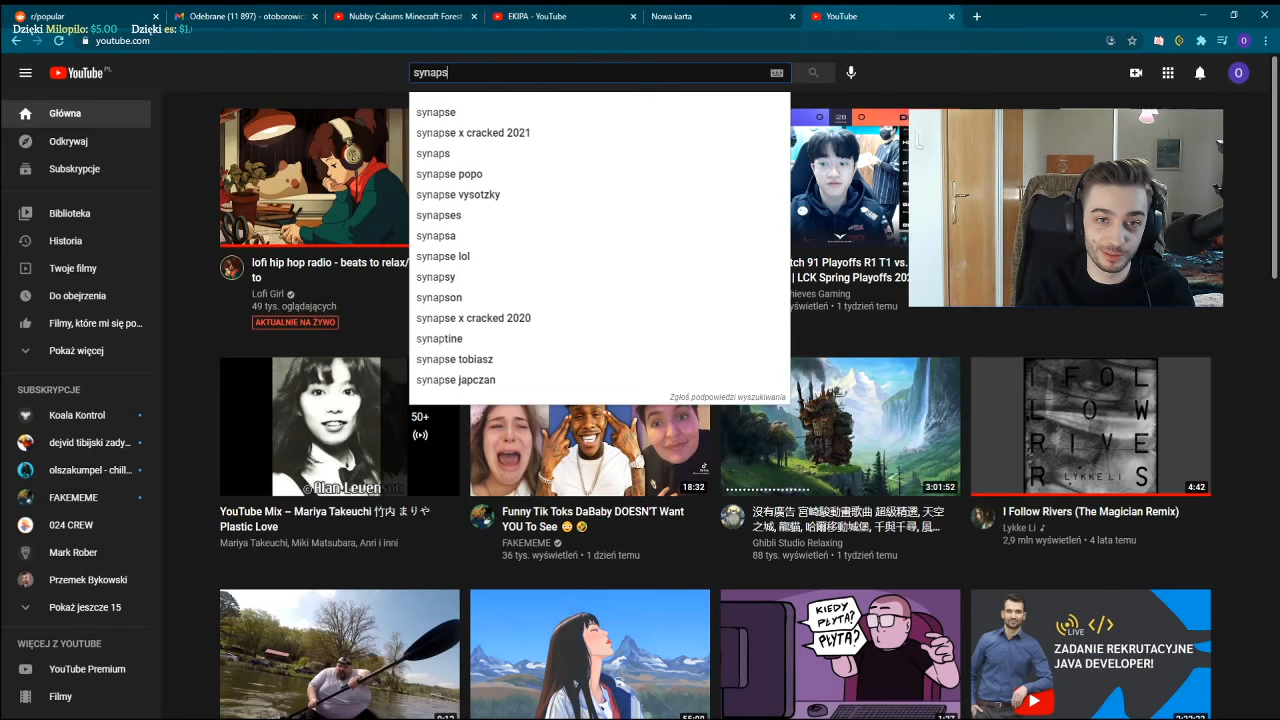 r/popular
Odebrane (11 897) - otoborowic
Nubby Cakums Minecraft Forest
EKIPA - YouTube
Nowa karta
YouTube
Dzięki Milopilo: $5.00 Dzięki es: $1.
youtube.com
YouTube PL
synaps
O
Główna
Odkrywaj
Subskrypcje
Biblioteka
Historia
Twoje filmy
Do obejrzenia
Filmy, które mi się po...
Pokaż więcej
SUBSKRYPCJE
Koala Kontrol
dejvid tibijski zady...
olszakumpel - chill...
FAKEMEME
024 CREW
Mark Rober
Przemek Bykowski
Pokaż jeszcze 15
WIĘCEJ Z YOUTUBE
YouTube Premium
Filmy
synapse
synapse x cracked 2021
synaps
synapse popo
synapse vysotzky
synapses
synapsa
synapse lol
synapsy
synapson
synapse x cracked 2020
synaptine
synapse tobiasz
synapse japczan
Zgłoś podpowiedzi wyszukiwania
lofi hip hop radio - beats to relax/
to
Lofi Girl
49 tys. oglądających
AKTUALNIE NA ŻYWO
:28
tch 91 Playoffs R1 T1 vs.
| LCK Spring Playoffs 202
hieves Gaming
wyświetleń • 1 tydzień temu
50+
©Alan Levenson
YouTube Mix – Mariya Takeuchi 竹内 まりや
Plastic Love
Mariya Takeuchi, Miki Matsubara, Anri i inni
18:32
Funny Tik Toks DaBaby DOESN'T Want
YOU To See
FAKEMEME
36 tys. wyświetleń • 1 dzień temu
3:01:52
沒有廣告 宮崎駿動畫歌曲 超級精選, 天空
之城, 龍貓, 哈爾移動城堡, 千與千尋, 風...
Ghibli Studio Relaxing
88 tys. wyświetleń • 1 tydzień temu
I FOL
LOW
RIVE
R S
LYKKE LI
4:42
I Follow Rivers (The Magician Remix)
Lykke Li
2,9 mln wyświetleń • 4 lata temu
0:12
55:00
KIEDY
PŁYTA?
PŁYTA?
1:27
LIVE </>
ZADANIE REKRUTACYJNE
JAVA DEVELOPER!